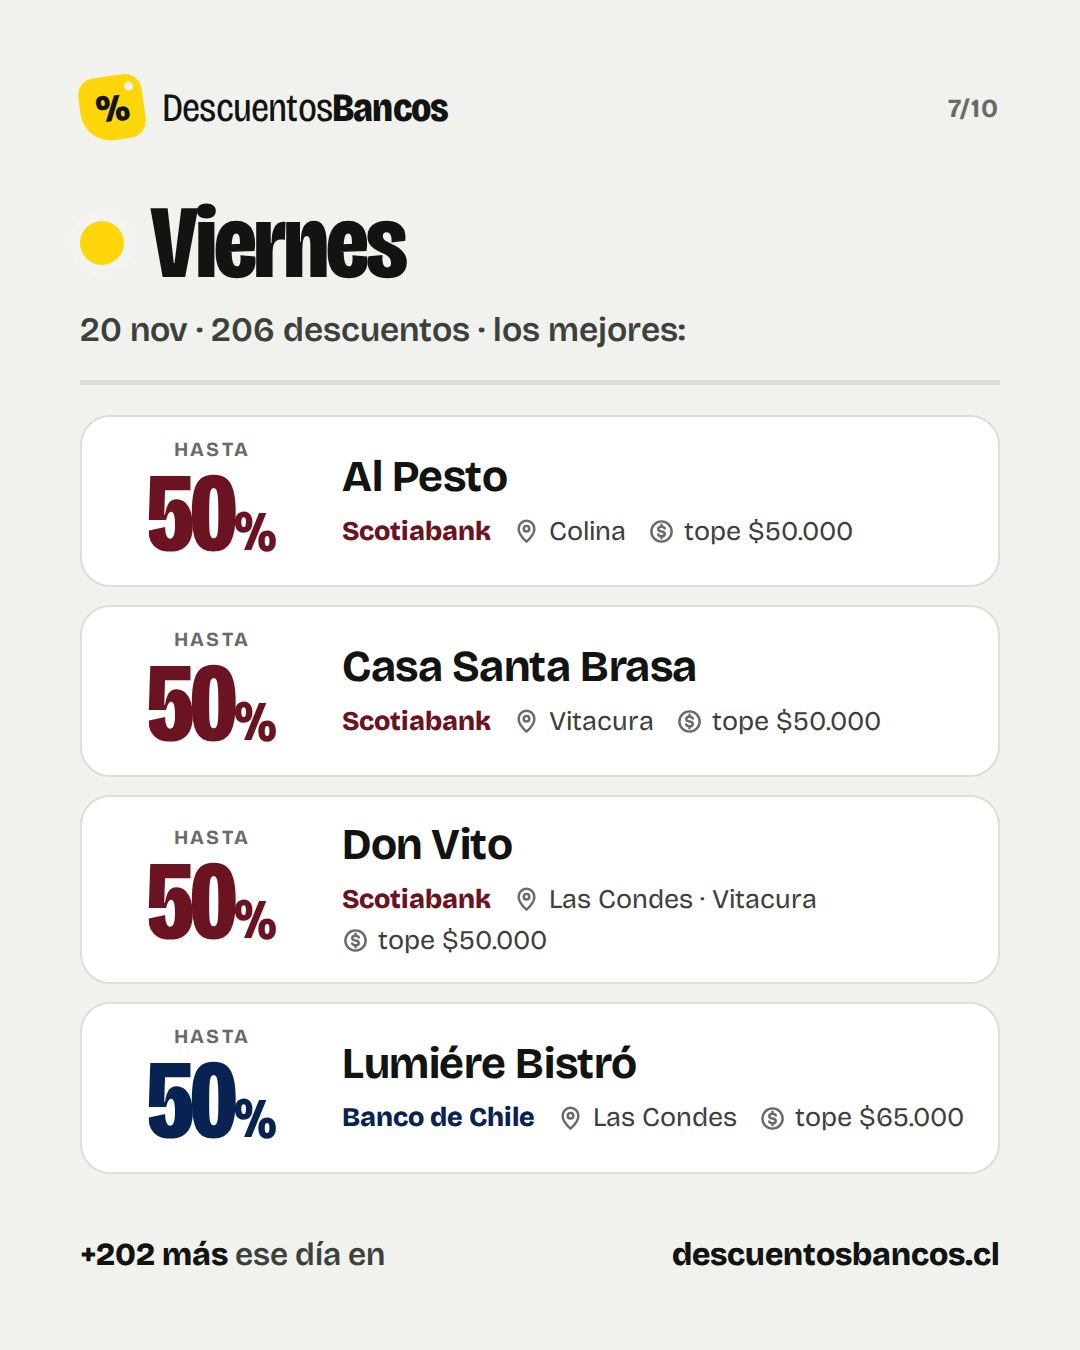 %
DescuentosBancos
7/10
Viernes
20 nov · 206 descuentos · los mejores:
HASTA
50%
Al Pesto
Scotiabank Colina tope $50.000
HASTA
50%
Casa Santa Brasa
Scotiabank Vitacura tope $50.000
HASTA
50%
Don Vito
Scotiabank Las Condes · Vitacura
tope $50.000
HASTA
50%
Lumiére Bistró
Banco de Chile Las Condes tope $65.000
+202 más ese día en
descuentosbancos.cl